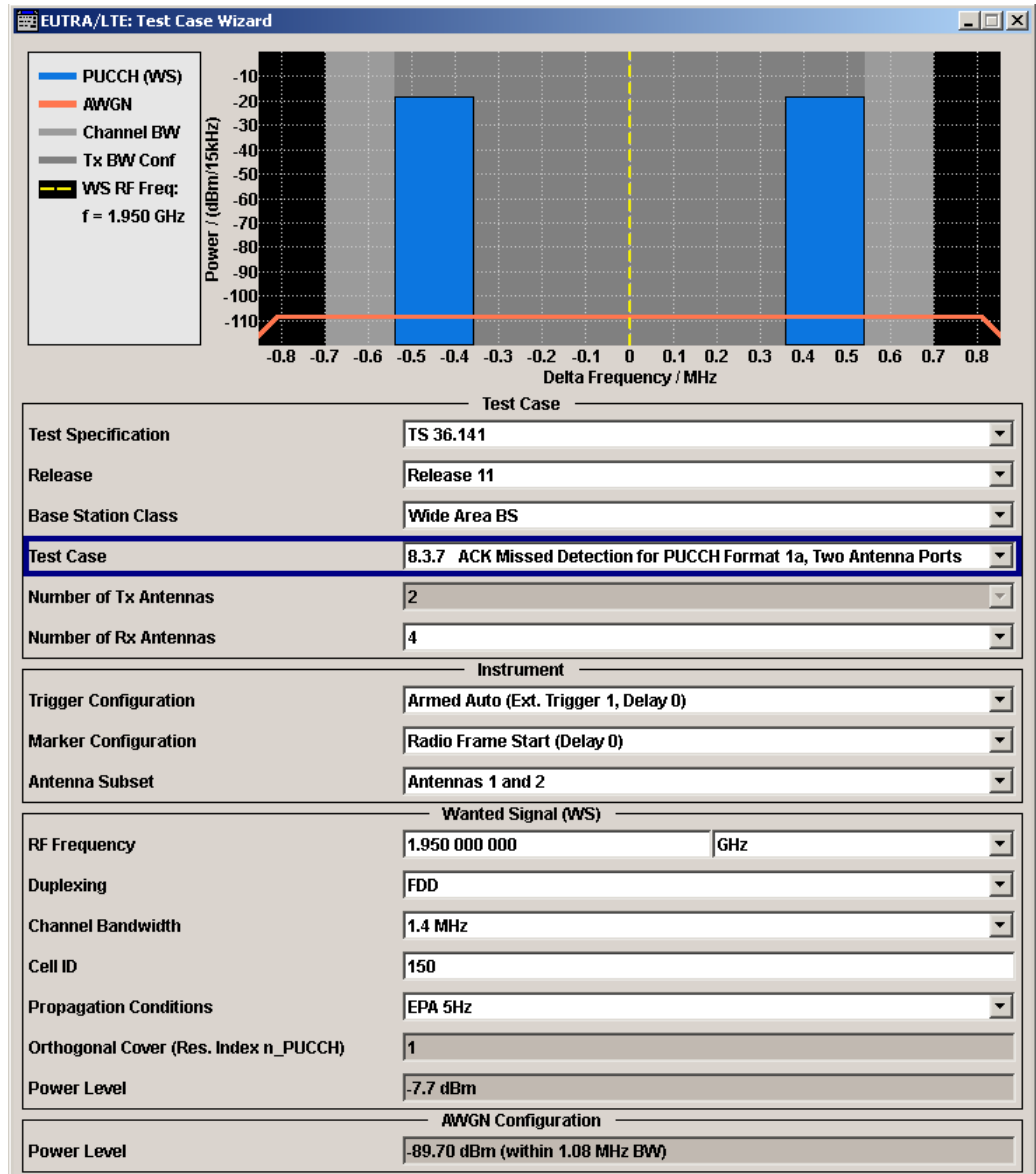 EUTRA/LTE: Test Case Wizard
PUCCH (WS)
AWGN
Channel BW
Tx BW Conf
WS RF Freq:
f = 1.950 GHz
Power / (dBm/15kHz)
-10
-20
-30
-40
-50
-60
-70
-80
-90
-100
-110
-0.8 -0.7 -0.6 -0.5 -0.4 -0.3 -0.2 -0.1 0 0.1 0.2 0.3 0.4 0.5 0.6 0.7 0.8
Delta Frequency / MHz
Test Case
Test Specification TS 36.141
Release Release 11
Base Station Class Wide Area BS
Test Case 8.3.7 ACK Missed Detection for PUCCH Format 1a, Two Antenna Ports
Number of Tx Antennas 2
Number of Rx Antennas 4
Instrument
Trigger Configuration Armed Auto (Ext. Trigger 1, Delay 0)
Marker Configuration Radio Frame Start (Delay 0)
Antenna Subset Antennas 1 and 2
Wanted Signal (WS)
RF Frequency 1.950 000 000 GHz
Duplexing FDD
Channel Bandwidth 1.4 MHz
Cell ID 150
Propagation Conditions EPA 5Hz
Orthogonal Cover (Res. Index n_PUCCH) 1
Power Level -7.7 dBm
AWGN Configuration
Power Level -89.70 dBm (within 1.08 MHz BW)